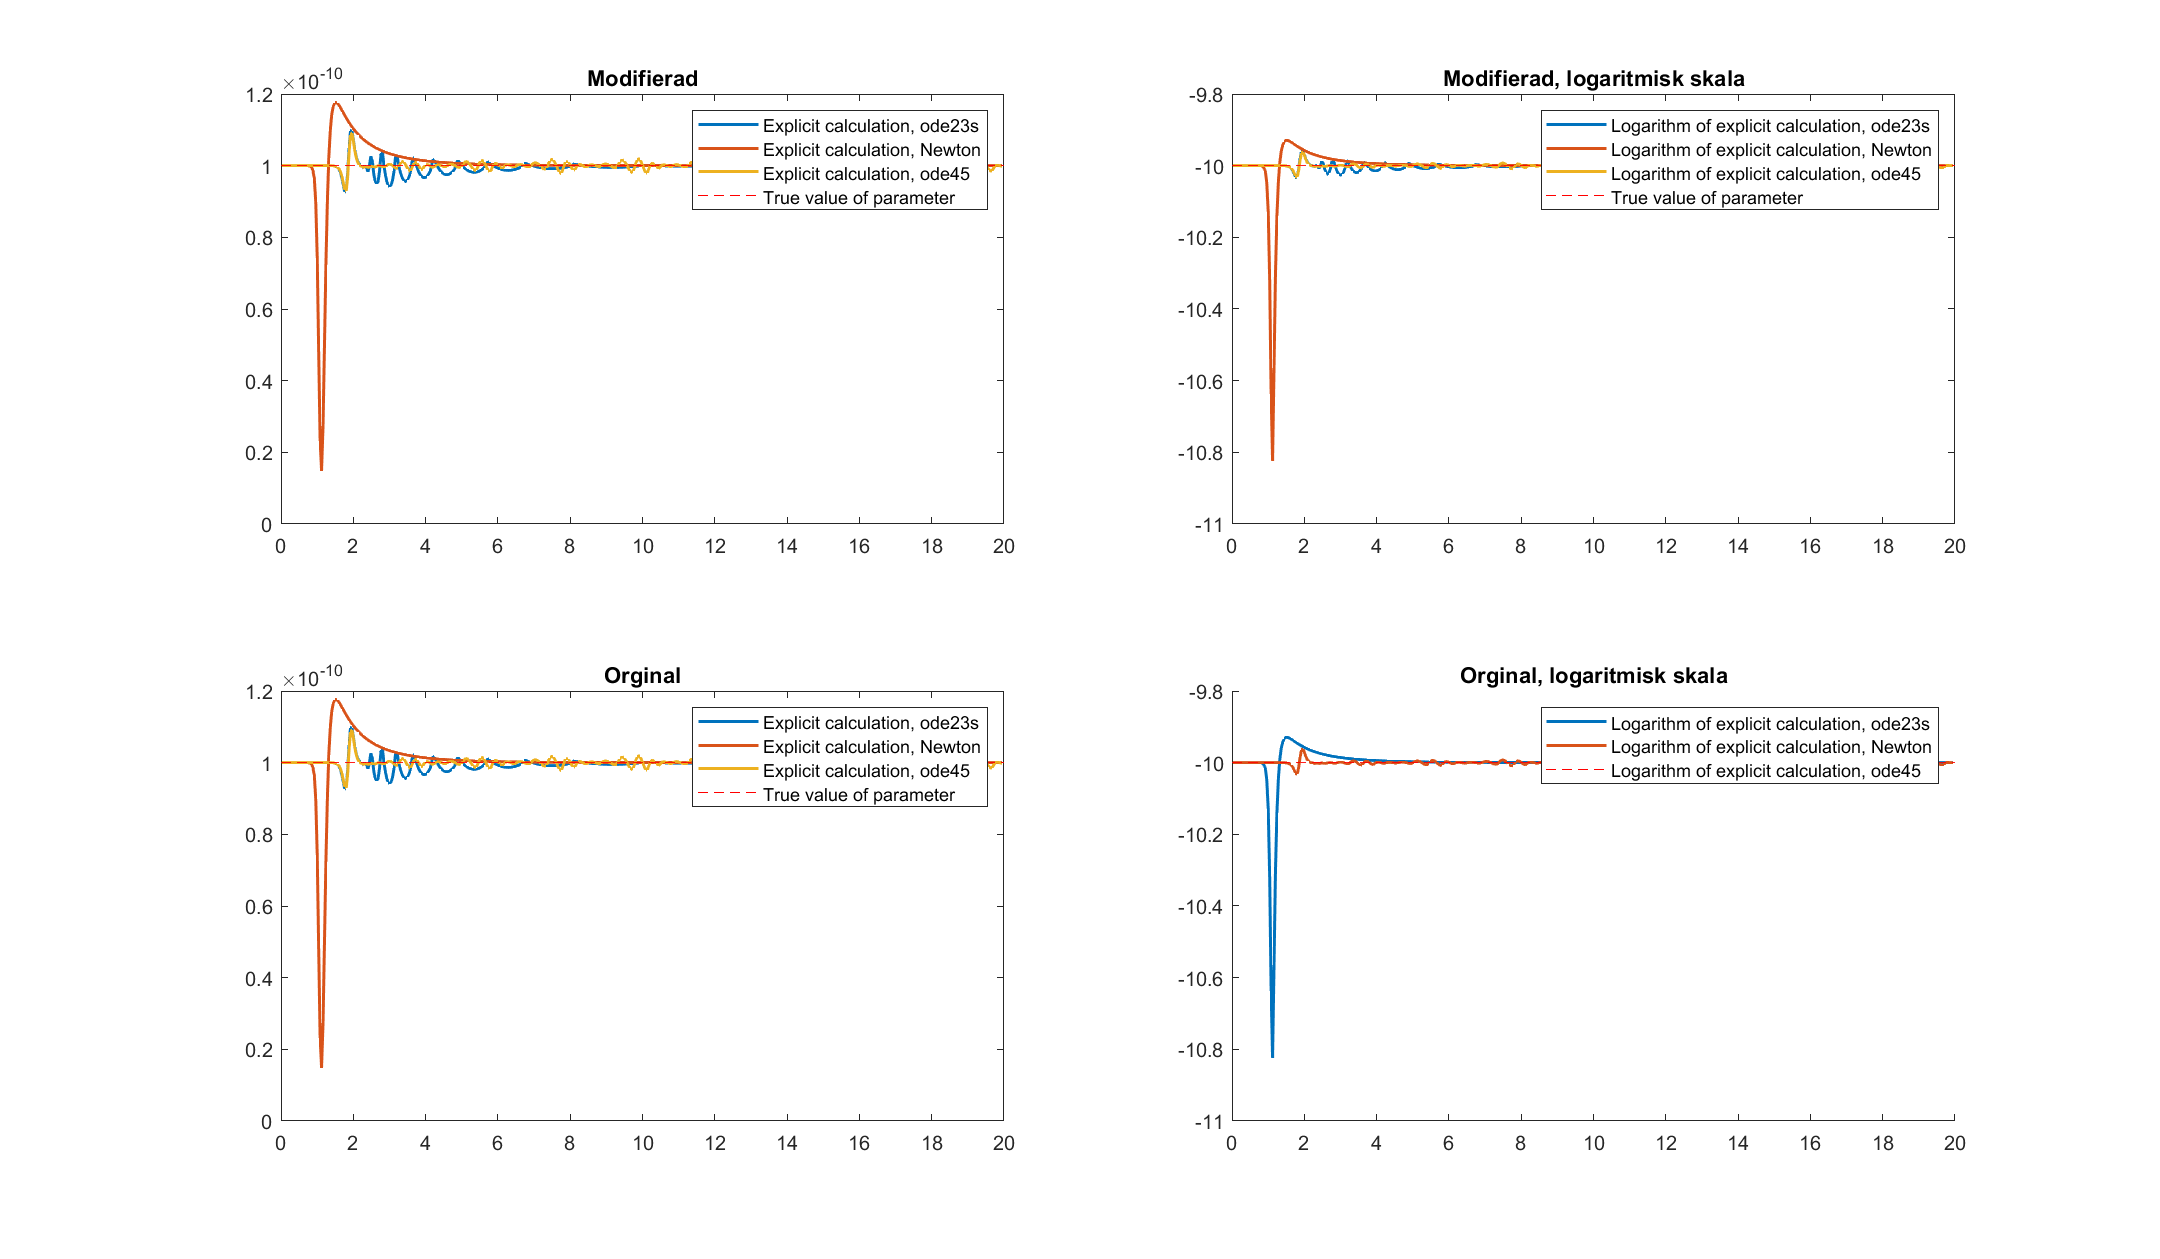 Modifierad
×10-10
1.2
1
0.8
0.6
0.4
0.2
0
0 2 4 6 8 10 12 14 16 18 20
Explicit calculation, ode23s
Explicit calculation, Newton
Explicit calculation, ode45
True value of parameter
Modifierad, logaritmisk skala
-9.8
-10
-10.2
-10.4
-10.6
-10.8
-11
0 2 4 6 8 10 12 14 16 18 20
Logarithm of explicit calculation, ode23s
Logarithm of explicit calculation, Newton
Logarithm of explicit calculation, ode45
True value of parameter
Orginal
×10-10
1.2
1
0.8
0.6
0.4
0.2
0
0 2 4 6 8 10 12 14 16 18 20
Explicit calculation, ode23s
Explicit calculation, Newton
Explicit calculation, ode45
True value of parameter
Orginal, logaritmisk skala
-9.8
-10
-10.2
-10.4
-10.6
-10.8
-11
0 2 4 6 8 10 12 14 16 18 20
Logarithm of explicit calculation, ode23s
Logarithm of explicit calculation, Newton
Logarithm of explicit calculation, ode45